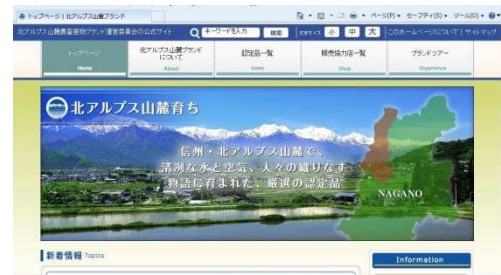 トップページ | 北アルプス山麓ブランド
ページ(P) セーフティ(S) ツール(O)
北アルプス山麓農畜産物ブランド運営委員会の公式サイト キーワードを入力 検索 文字サイズ 小 中 大 このホームページについて | サイトマップ
トップページ 北アルプス山麓ブランドについて 認定品一覧 販売協力店一覧 ブランドツアー
Home About Items Shop Experience
北アルプス山麓育ち
信州・北アルプス山麓で、
清冽な水と空気、人々の織りなす
物語に育まれた、厳選の認定品
NAGANO
新着情報 Topics
Information